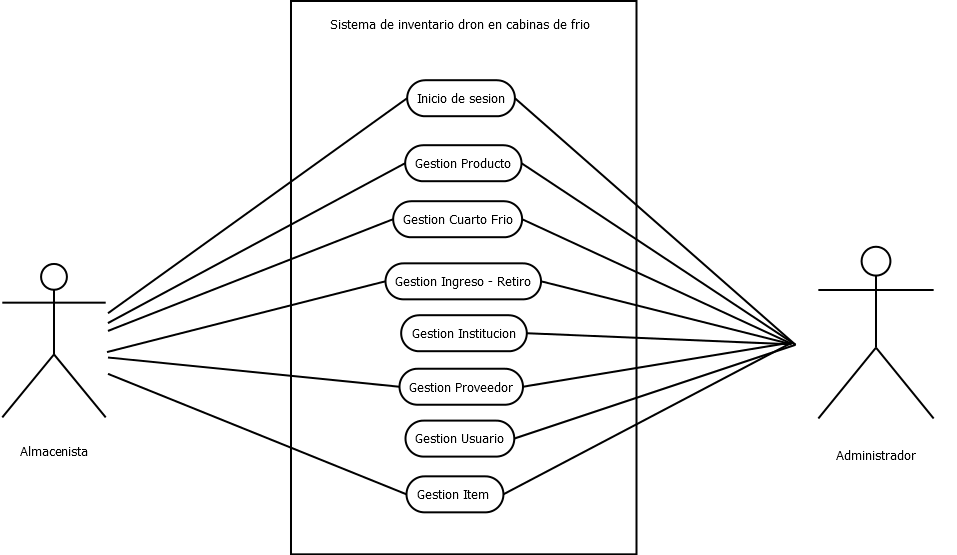 Sistema de inventario dron en cabinas de frio
Inicio de sesion
Gestion Producto
Gestion Cuarto Frio
Gestion Ingreso - Retiro
Gestion Institucion
Gestion Proveedor
Gestion Usuario
Gestion Item
Almacenista
Administrador